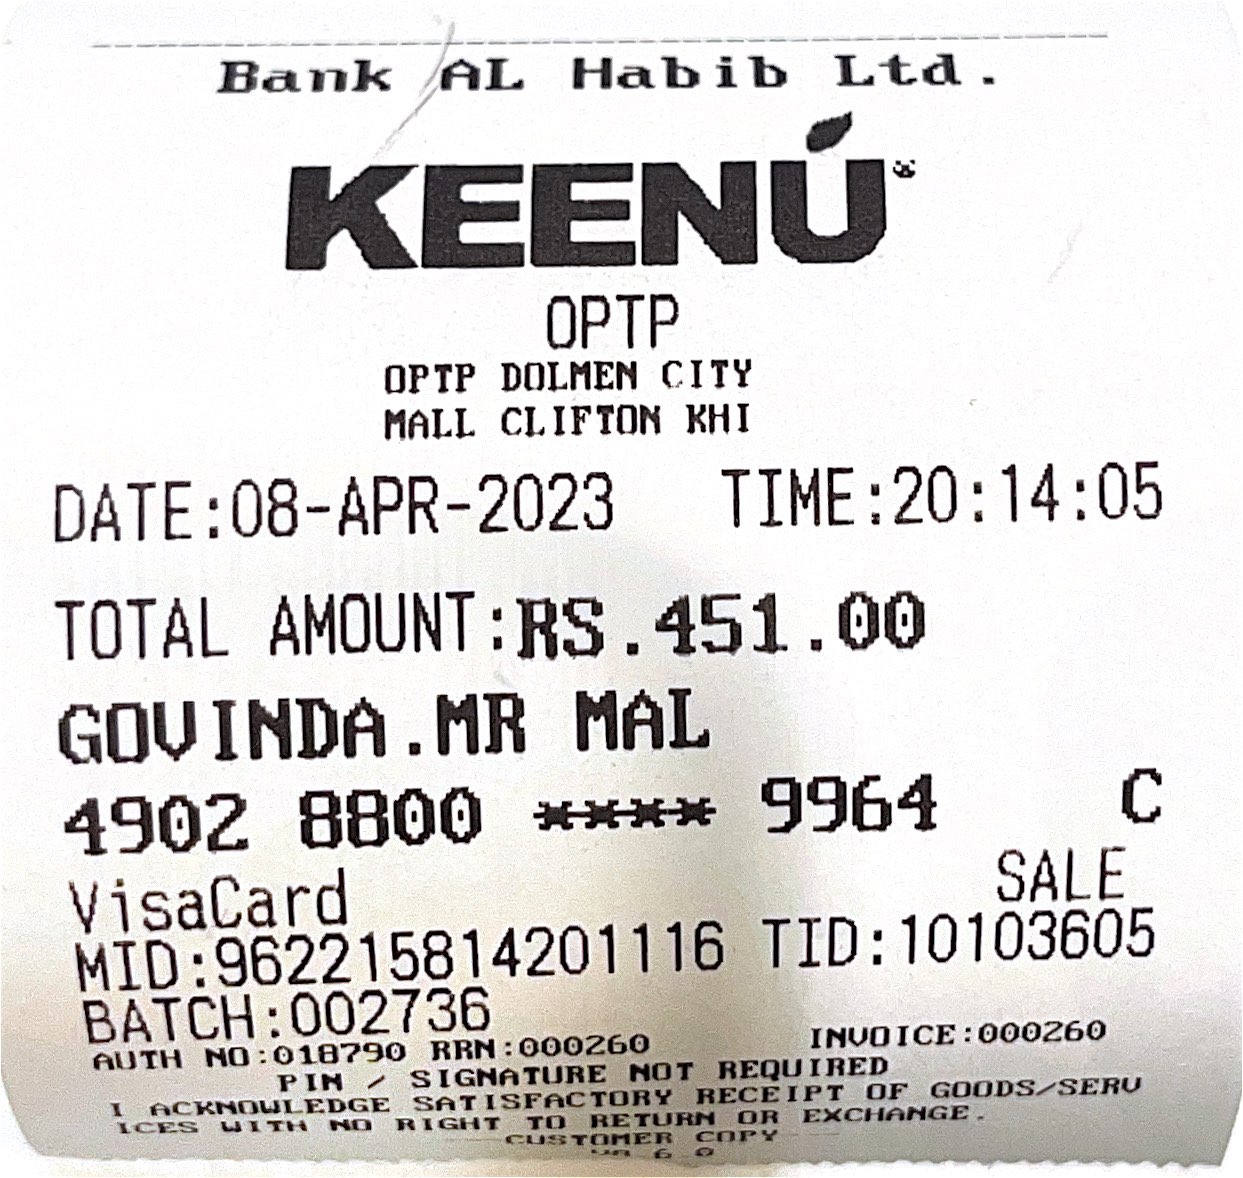 Bank AL Habib Ltd.
KEENÚ
OPTP
OPTP DOLMEN CITY
MALL CLIFTON KHI
DATE:08-APR-2023 TIME:20:14:05
TOTAL AMOUNT:RS.451.00
GOVINDA.MR MAL
4902 8800 **** 9964 C
VisaCard SALE
MID:962215814201116 TID:10103605
BATCH:002736
AUTH NO:018790 RRN:000260 INVOICE:000260
PIN / SIGNATURE NOT REQUIRED
I ACKNOWLEDGE SATISFACTORY RECEIPT OF GOODS/SERV
ICES WITH NO RIGHT TO RETURN OR EXCHANGE.
CUSTOMER COPY